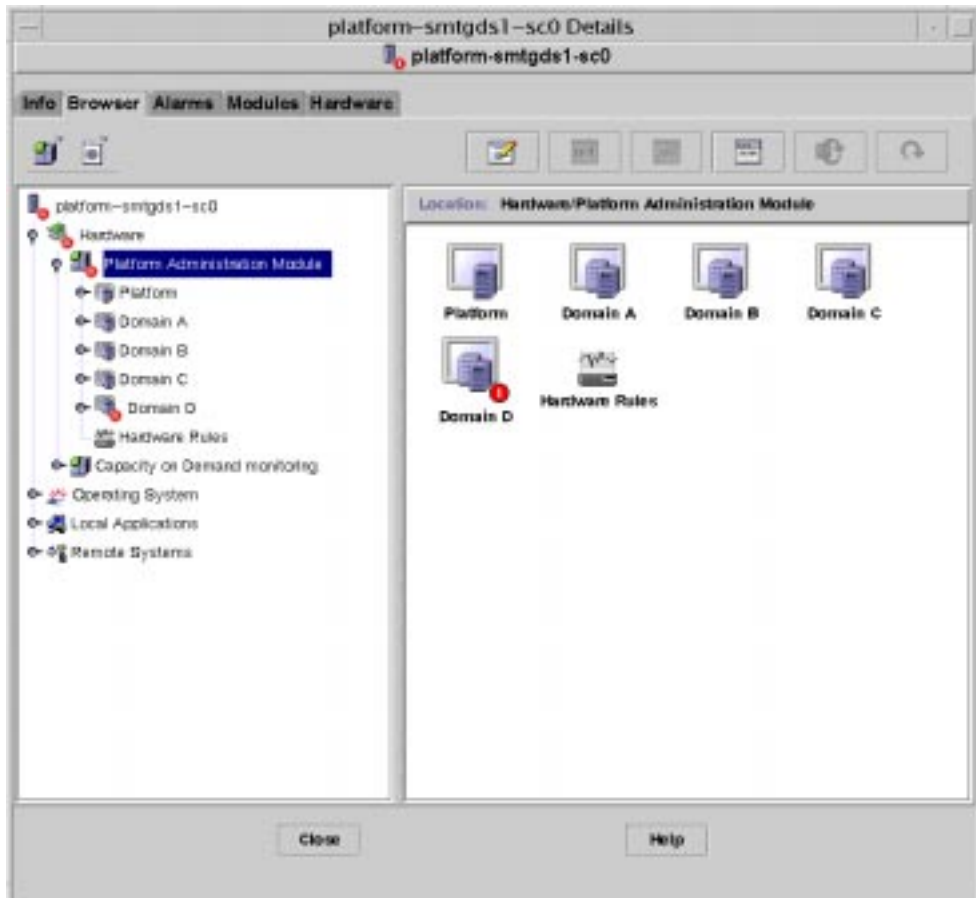 platform-smtgds1-sc0 Details
platform-smtgds1-sc0
Info Browser Alarms Modules Hardware
platform-smtgds1-sc0
Hardware
Platform Administration Module
Platform
Domain A
Domain B
Domain C
Domain D
Hardware Rules
Capacity on Demand monitoring
Operating System
Local Applications
Remote Systems
Location: Hardware/Platform Administration Module
Platform Domain A Domain B Domain C
Domain D Hardware Rules
Close Help